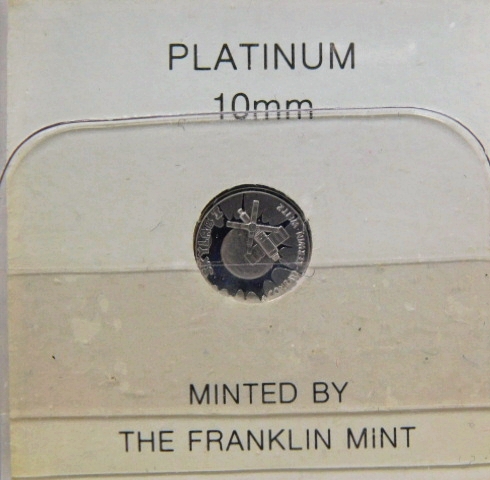 PLATINUM
10mm
MINTED BY
THE FRANKLIN MINT